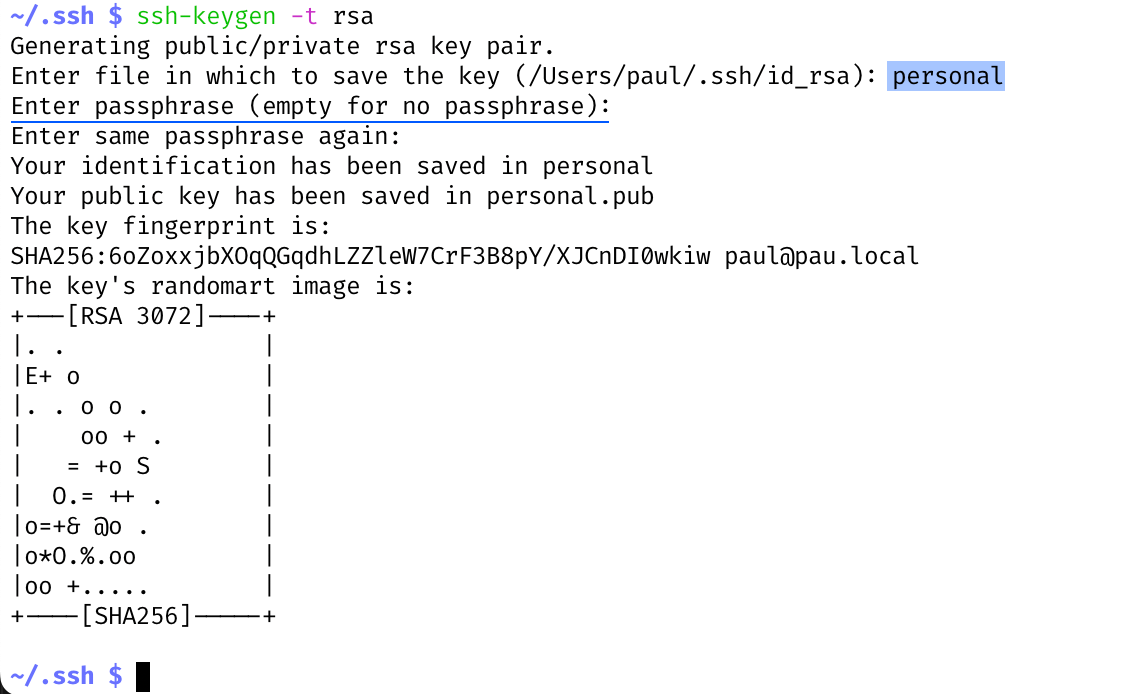 ~/.ssh $ ssh-keygen -t rsa
Generating public/private rsa key pair.
Enter file in which to save the key (/Users/paul/.ssh/id_rsa): personal
Enter passphrase (empty for no passphrase):
Enter same passphrase again:
Your identification has been saved in personal
Your public key has been saved in personal.pub
The key fingerprint is:
SHA256:6oZoxxjbXOqQGqdhLZZleW7CrF3B8pY/XJCnDI0wkiw paul@pau.local
The key's randomart image is:
+---[RSA 3072]----+
|. .              |
|E+ o             |
|. . o o .        |
|    oo + .       |
|   = +o S        |
|  O.= ++ .       |
|o=+& @o .        |
|o*O.%.oo         |
|oo +.....        |
+----[SHA256]-----+
~/.ssh $